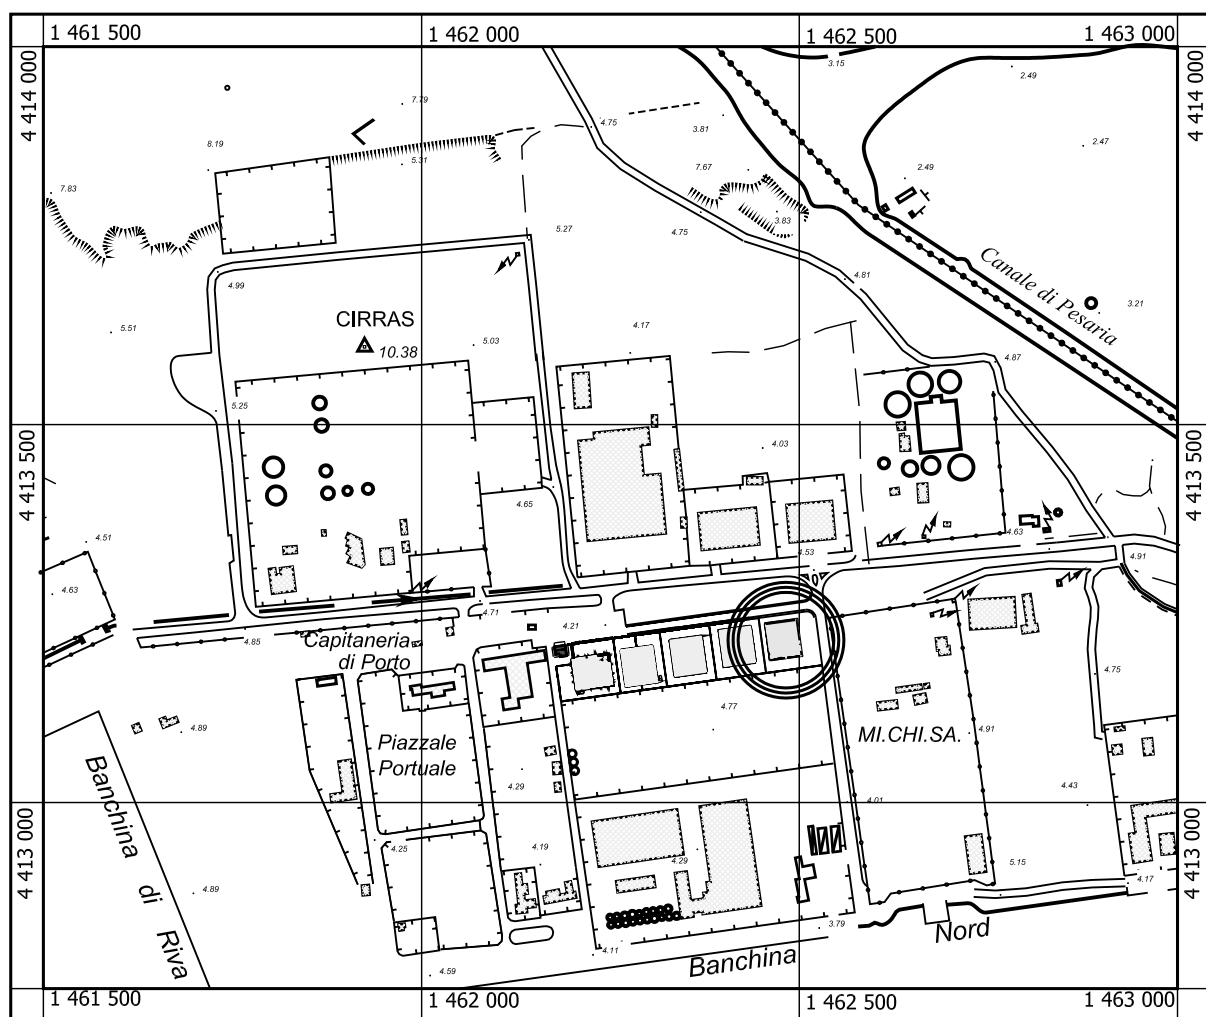 1 461 500
1 462 000
1 462 500
1 463 000
4 414 000
4 414 000
3.15
2.49
7.79
4.75
3.81
8.19
2.47
5.31
7.67
2.49
7.83
3.83
5.27
4.75
Canale di Pesaria
4.99
4.81
3.21
5.51
CIRRAS
10.38
5.03
4.17
4.87
5.25
4 413 500
4 413 500
4.03
4.65
4.51
4.53
4.63
4.91
4.63
4.71
4.21
4.85
Capitaneria
di Porto
4.75
4.77
4.89
4.91
MI.CHI.SA.
Piazzale
Portuale
Banchina di Riva
4.29
4.43
4.01
4 413 000
4 413 000
4.25
4.19
4.29
5.15
4.17
4.89
3.79
Nord
4.11
Banchina
4.59
1 461 500
1 462 000
1 462 500
1 463 000